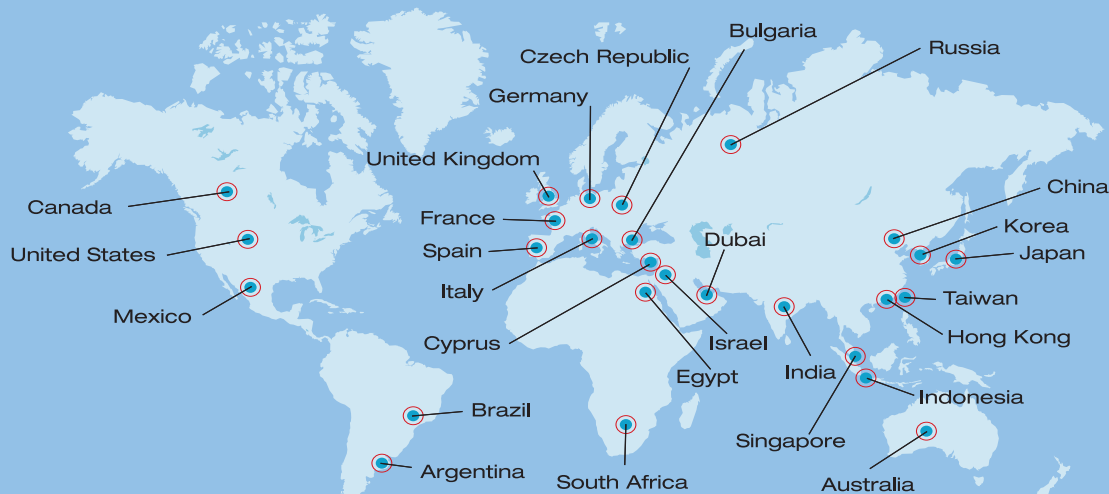 Bulgaria
Russia
Czech Republic
Germany
United Kingdom
China
Canada
France
Korea
United States
Spain
Dubai
Japan
Italy
Taiwan
Mexico
Cyprus
Israel
Hong Kong
India
Egypt
Indonesia
Brazil
Singapore
Argentina
South Africa
Australia